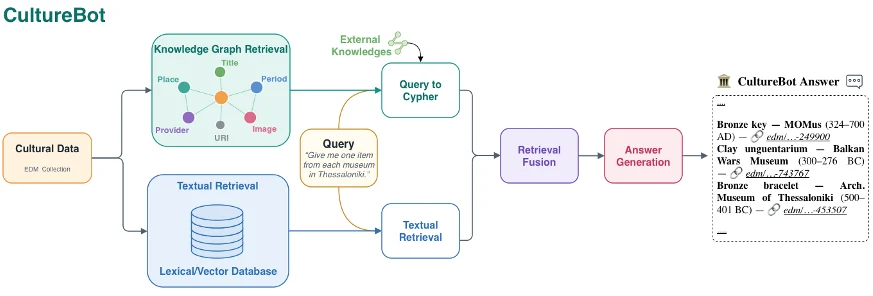 CultureBot
Knowledge Graph Retrieval
Title
Place
Period
Provider
Image
URI
External
Knowledges
Query to
Cypher
Cultural Data
EDM Collection
Query
"Give me one item
from each museum
in Thessaloniki."
Textual Retrieval
Lexical/Vector Database
Textual
Retrieval
Retrieval
Fusion
Answer
Generation
CultureBot Answer
...
Bronze key — MOMus (324–700
AD) — edm/...-249900
Clay unguentarium — Balkan
Wars Museum (300–276 BC)
— edm/...-743767
Bronze bracelet — Arch.
Museum of Thessaloniki (500–
401 BC) — edm/...-453507
...